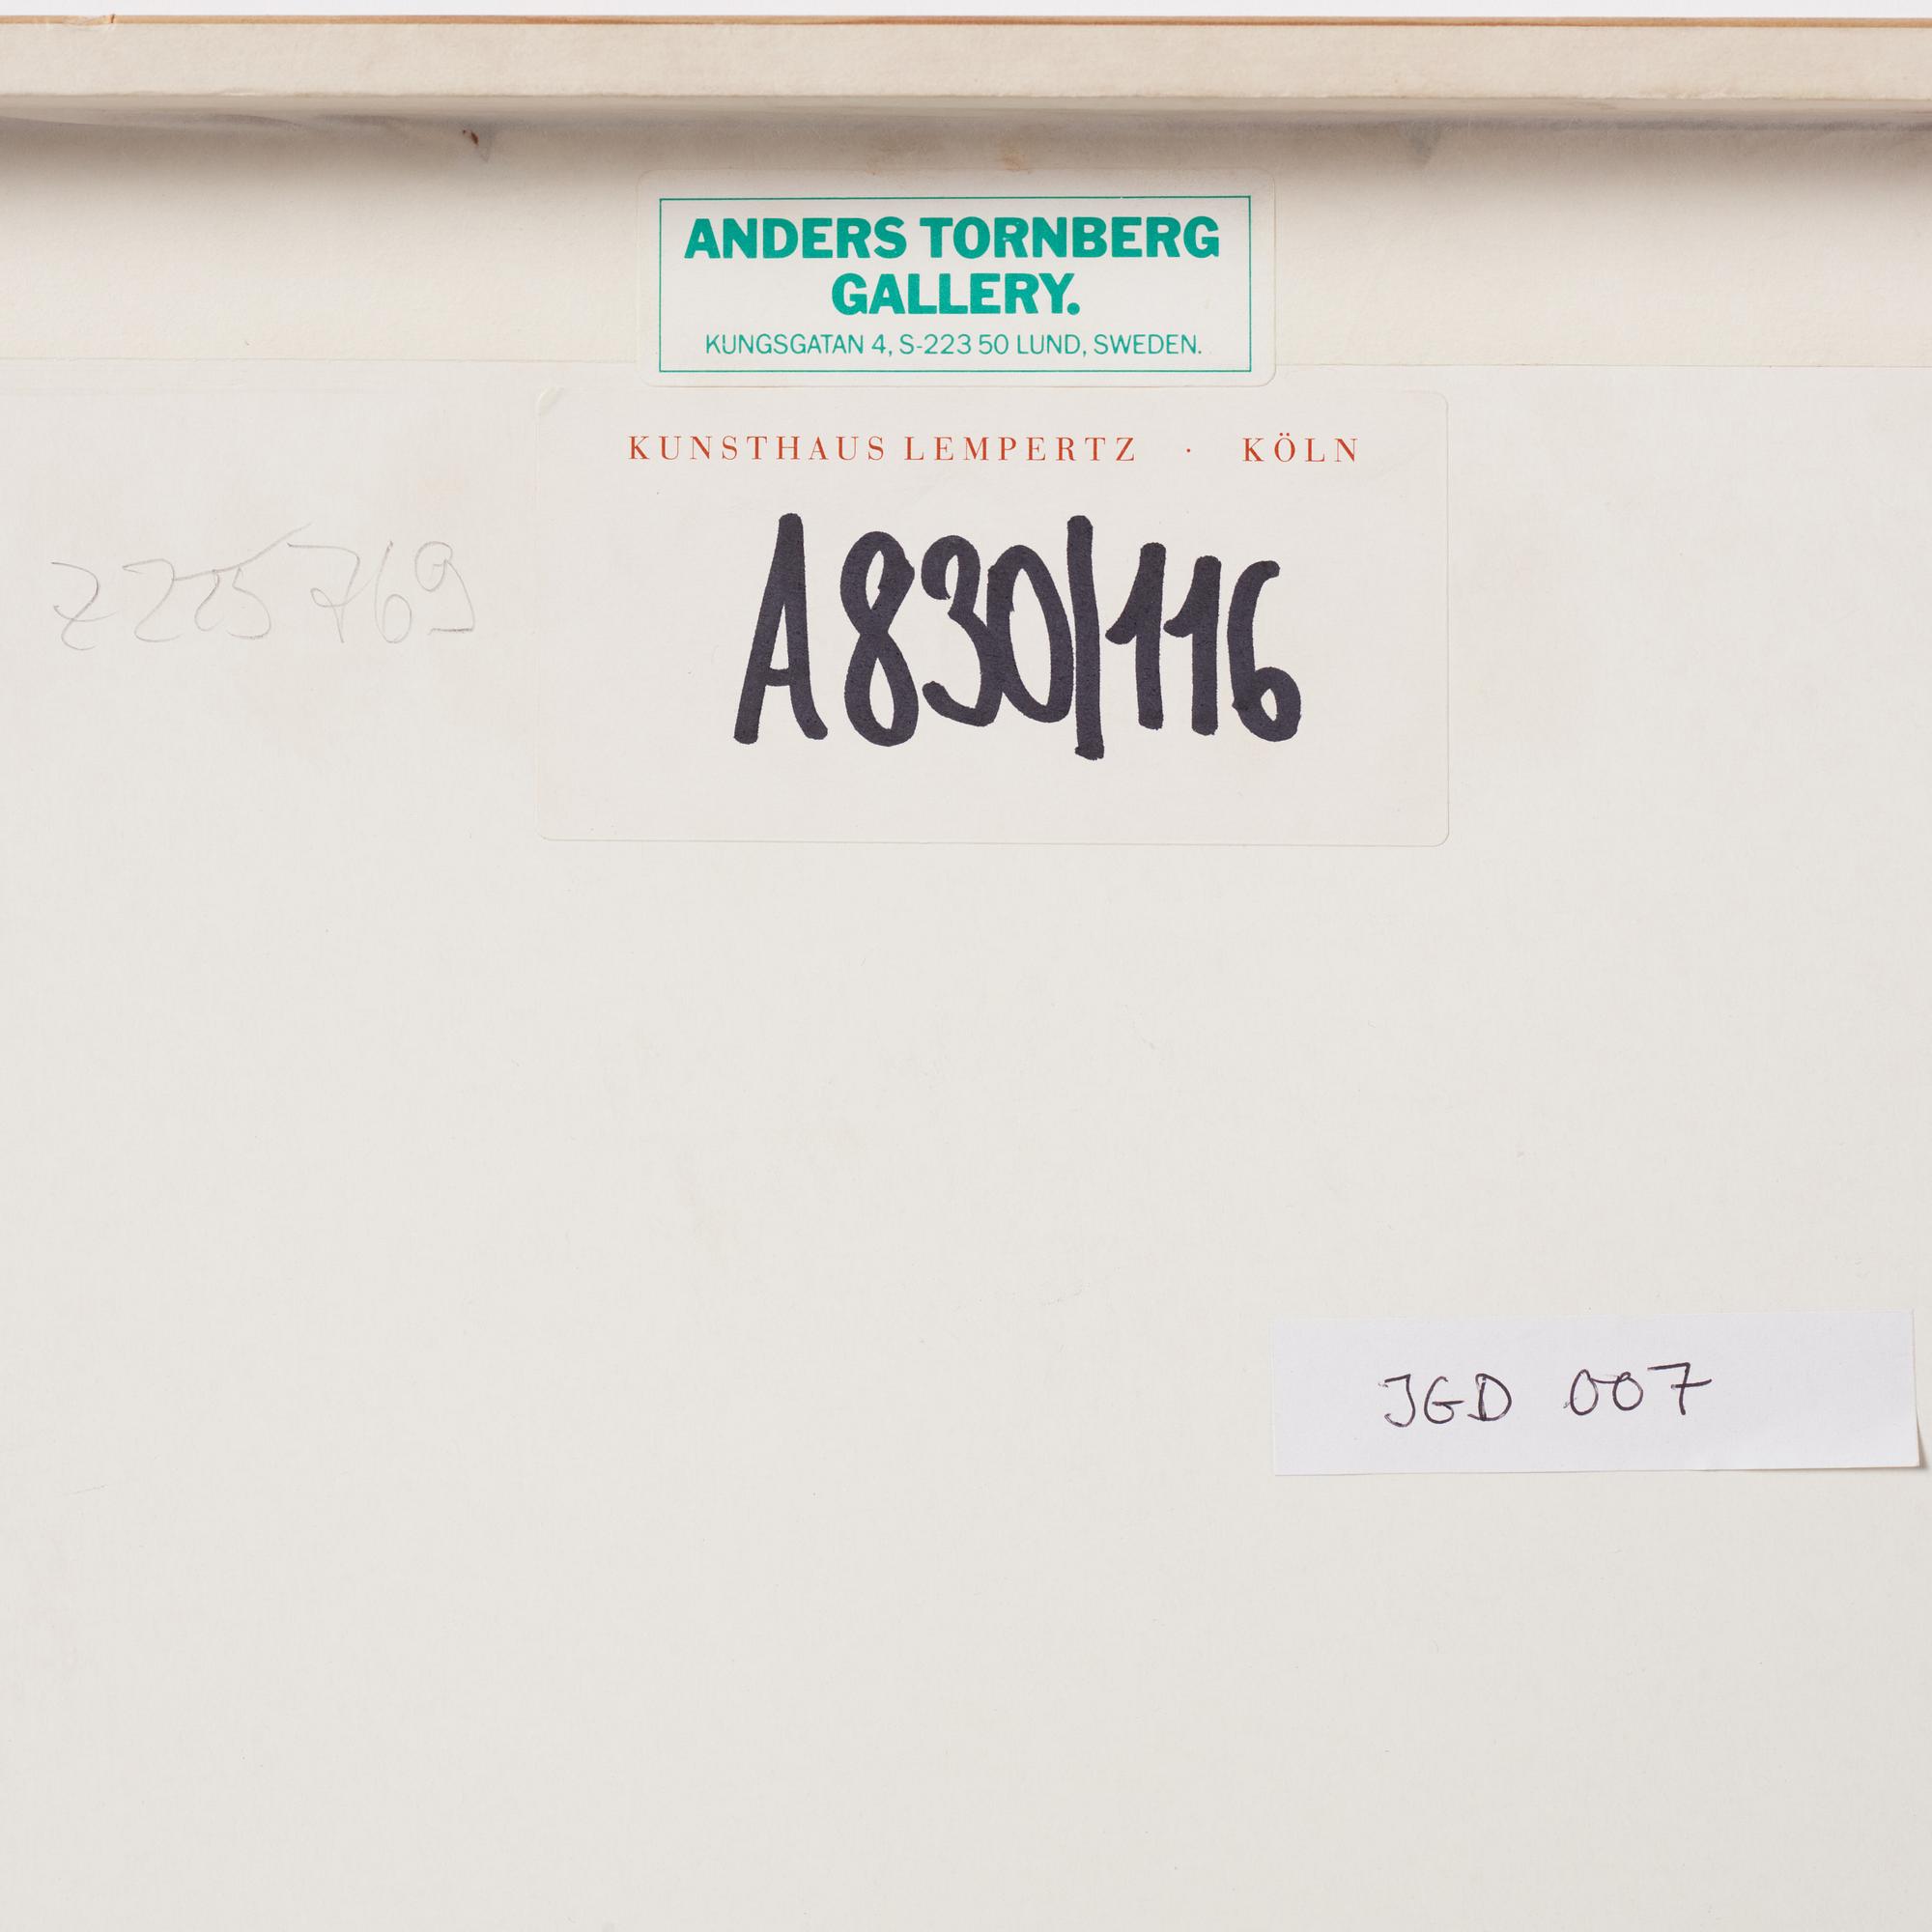 ANDERS TORNBERG
GALLERY.
KUNGSGATAN 4, S-223 50 LUND, SWEDEN.
KUNSTHAUS LEMPERTZ · KÖLN
A 830/116
JGD 007